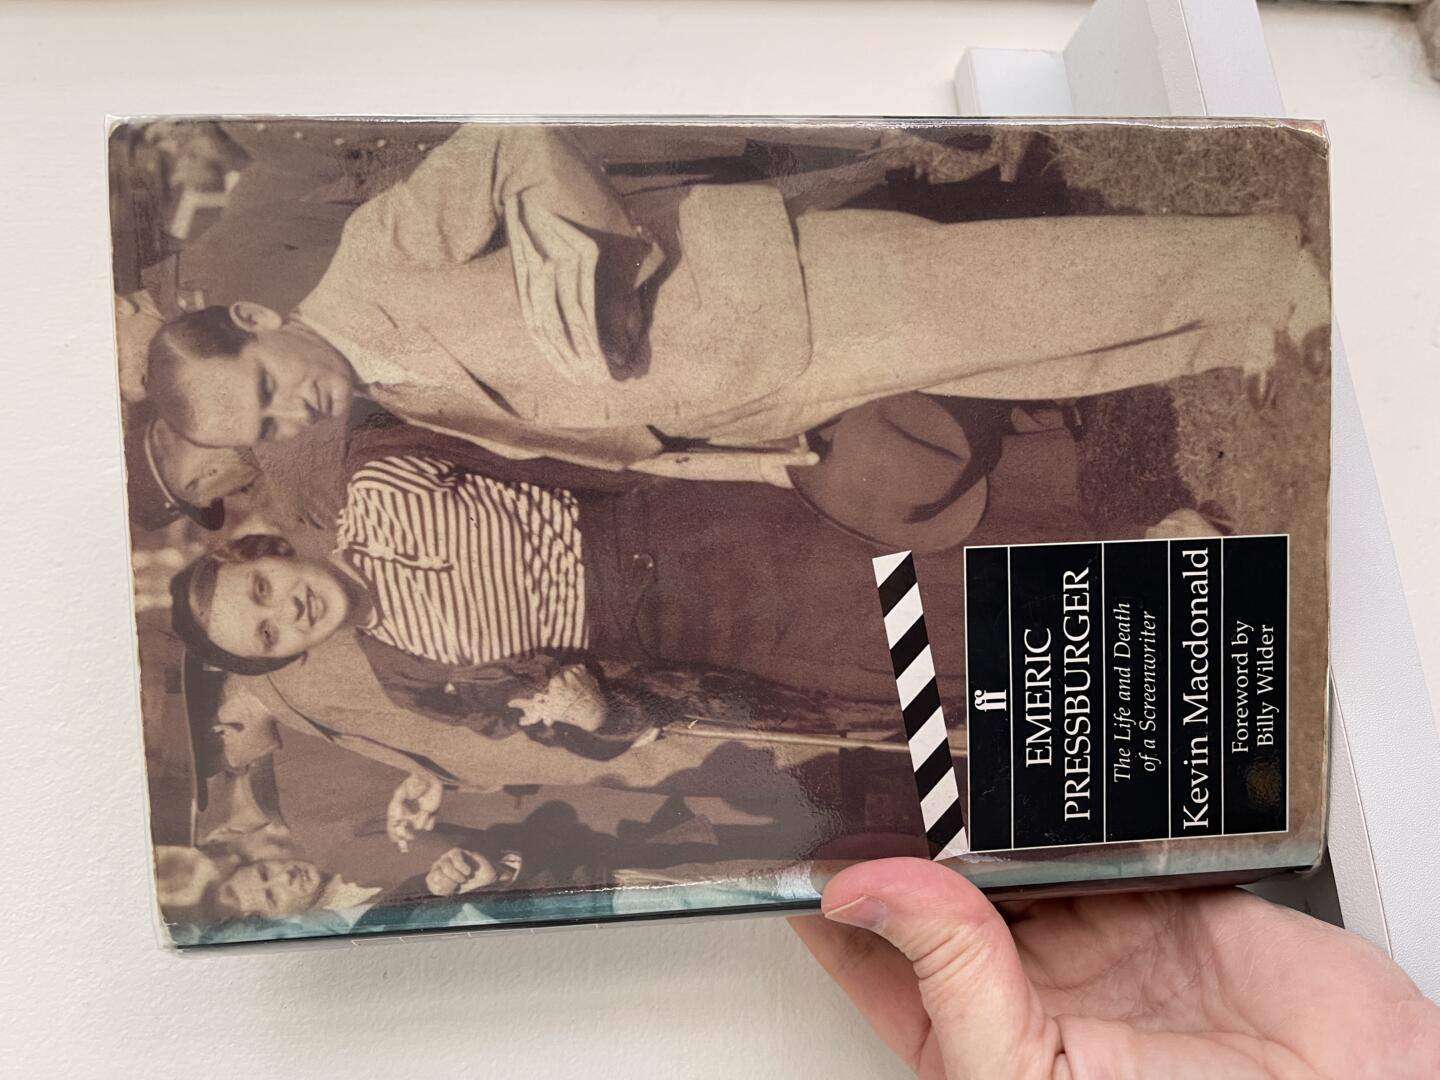 ff
EMERIC
PRESSBURGER
The Life and Death
of a Screenwriter
Kevin Macdonald
Foreword by
Billy Wilder